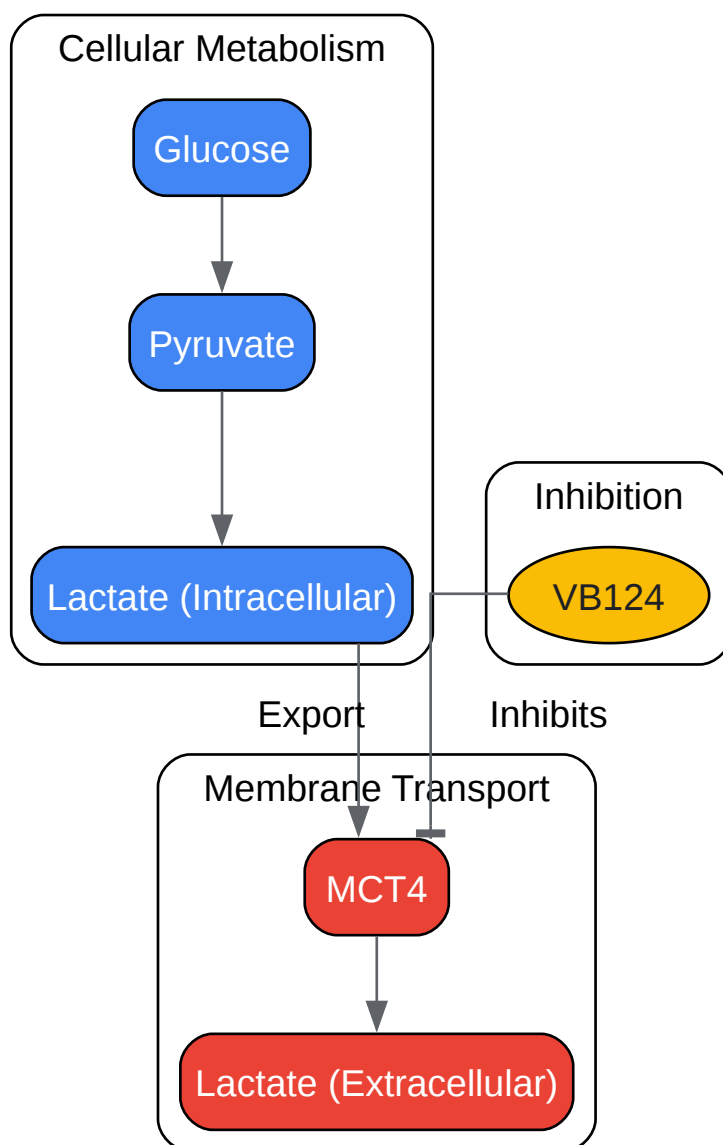 Cellular Metabolism
Glucose
Pyruvate
Lactate (Intracellular)
Inhibition
VB124
Export
Inhibits
Membrane Transport
MCT4
Lactate (Extracellular)